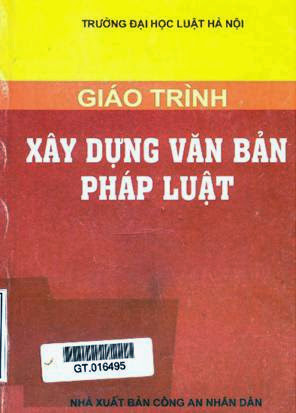 TRƯỜNG ĐẠI HỌC LUẬT HÀ NỘI
GIÁO TRÌNH
XÂY DỰNG VĂN BẢN
PHÁP LUẬT
GT.016495
NHÀ XUẤT BẢN CÔNG AN NHÂN DÂN